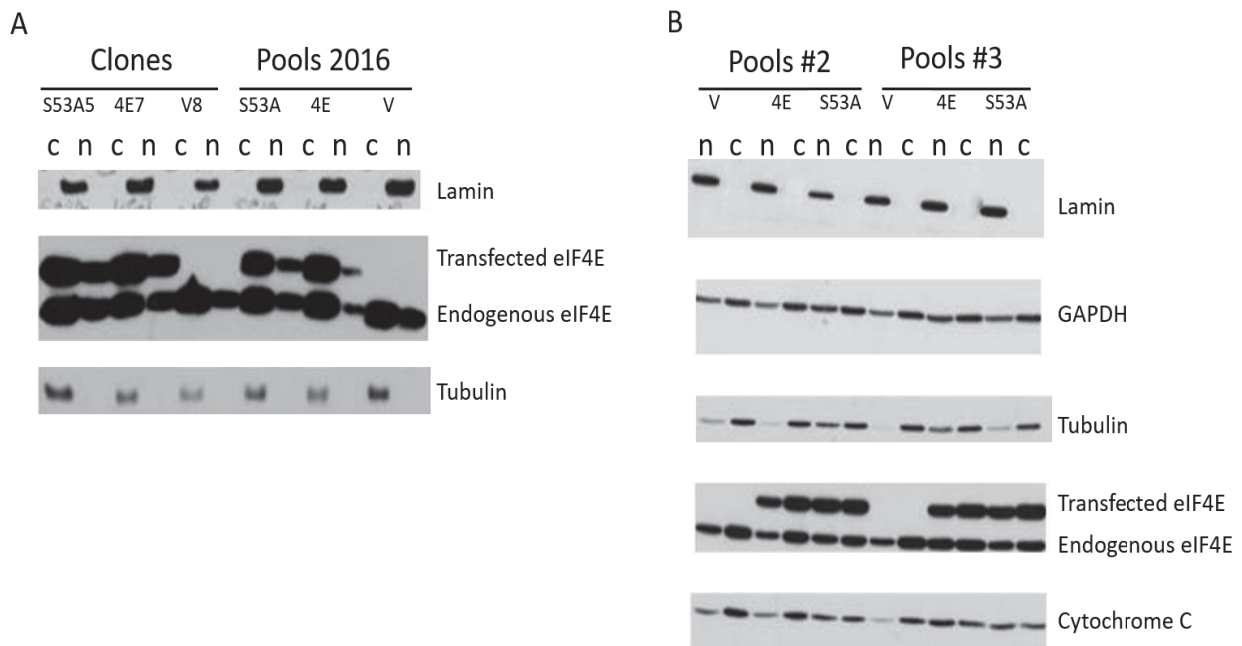 A
Clones Pools 2016
S53A5 4E7 V8 S53A 4E V
c n c n c n c n c n c n
Lamin
Transfected eIF4E
Endogenous eIF4E
Tubulin
B
Pools #2 Pools #3
V 4E S53A V 4E S53A
n c n c n c n c n c n c
Lamin
GAPDH
Tubulin
Transfected eIF4E
Endogenous eIF4E
Cytochrome C